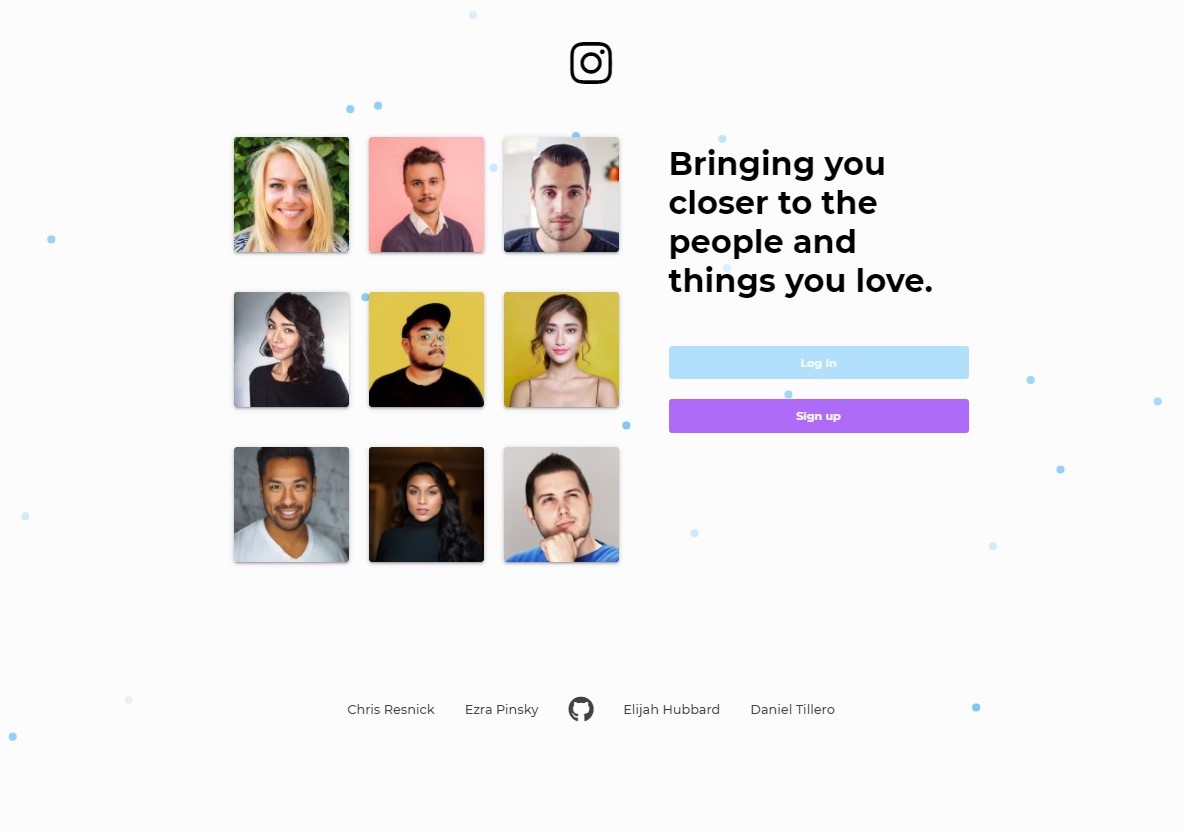 Bringing you
closer to the
people and
things you love.
Log In
Sign up
Chris Resnick Ezra Pinsky Elijah Hubbard Daniel Tillero